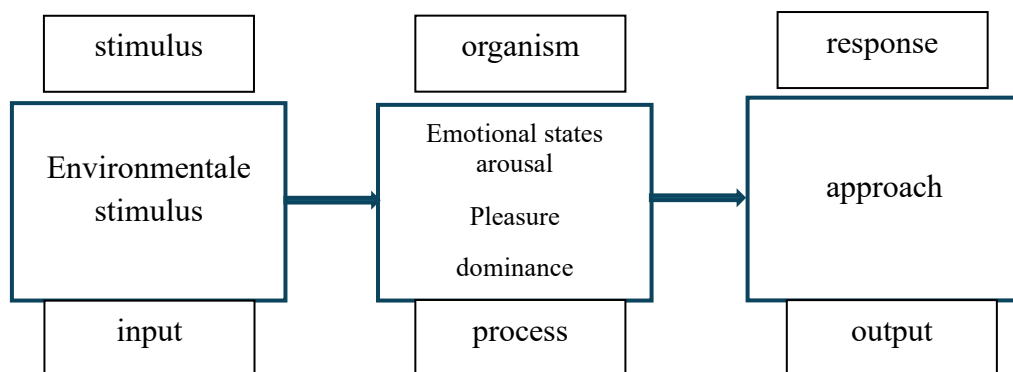 stimulus
organism
response
Environmentale
stimulus
Emotional states
arousal
Pleasure
dominance
approach
input
process
output